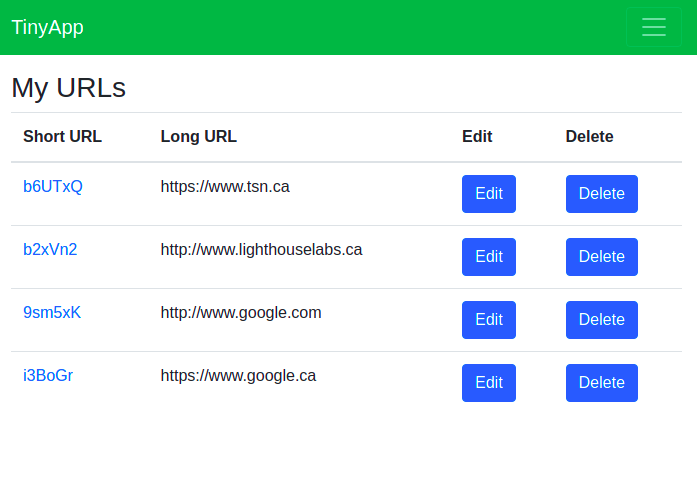 TinyApp
My URLs
Short URL Long URL Edit Delete
b6UTxQ https://www.tsn.ca Edit Delete
b2xVn2 http://www.lighthouselabs.ca Edit Delete
9sm5xK http://www.google.com Edit Delete
i3BoGr https://www.google.ca Edit Delete